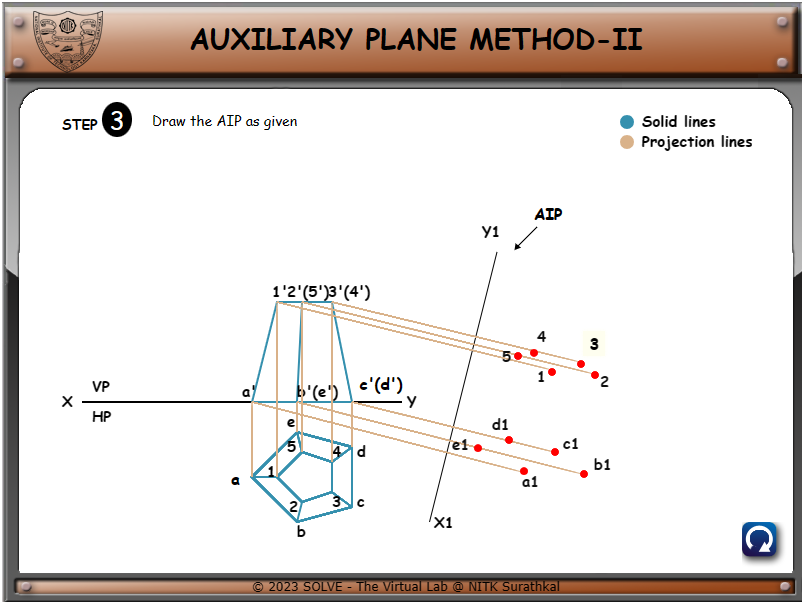 NITK
AUXILIARY PLANE METHOD-II
STEP 3 Draw the AIP as given
Solid lines
Projection lines
AIP
Y1
1'2'(5')3'(4')
4
3
5
1
2
c'(d')
VP
a'
b'(e')
X
Y
HP
e
d1
5
4
d
e1
c1
a
1
b1
a1
2
3
c
b
X1
© 2023 SOLVE - The Virtual Lab @ NITK Surathkal